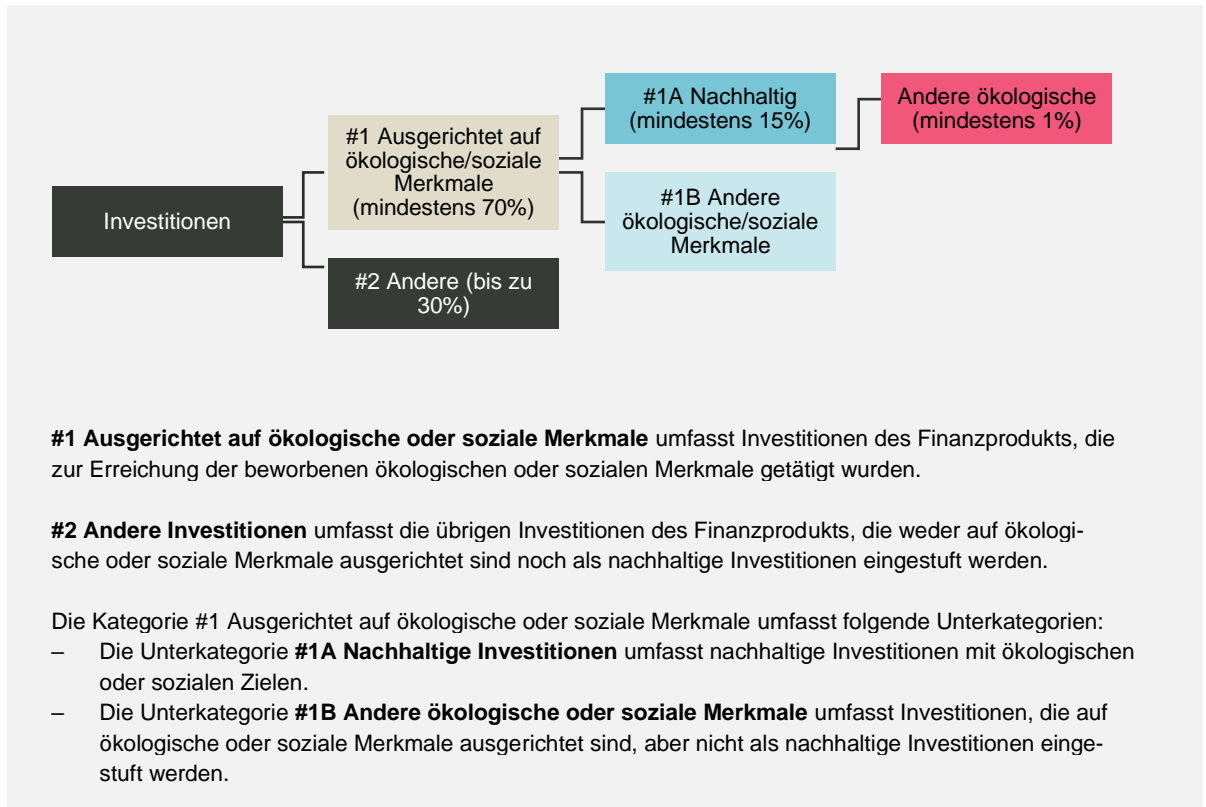 #1A Nachhaltig
(mindestens 15%)
Andere ökologische
(mindestens 1%)
#1 Ausgerichtet auf
ökologische/soziale
Merkmale
(mindestens 70%)
Investitionen
#1B Andere
ökologische/soziale
Merkmale
#2 Andere (bis zu
30%)
#1 Ausgerichtet auf ökologische oder soziale Merkmale umfasst Investitionen des Finanzprodukts, die
zur Erreichung der beworbenen ökologischen oder sozialen Merkmale getätigt wurden.
#2 Andere Investitionen umfasst die übrigen Investitionen des Finanzprodukts, die weder auf ökologi-
sche oder soziale Merkmale ausgerichtet sind noch als nachhaltige Investitionen eingestuft werden.
Die Kategorie #1 Ausgerichtet auf ökologische oder soziale Merkmale umfasst folgende Unterkategorien:
– Die Unterkategorie #1A Nachhaltige Investitionen umfasst nachhaltige Investitionen mit ökologischen
oder sozialen Zielen.
– Die Unterkategorie #1B Andere ökologische oder soziale Merkmale umfasst Investitionen, die auf
ökologische oder soziale Merkmale ausgerichtet sind, aber nicht als nachhaltige Investitionen einge-
stuft werden.